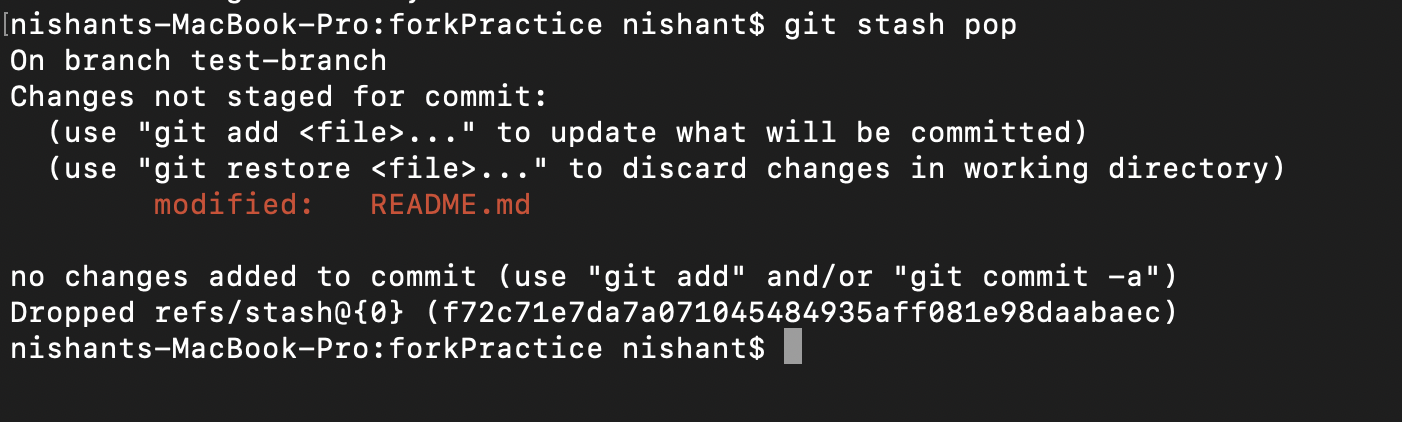 [nishants-MacBook-Pro:forkPractice nishant$ git stash pop
On branch test-branch
Changes not staged for commit:
  (use "git add <file>..." to update what will be committed)
  (use "git restore <file>..." to discard changes in working directory)
        modified:   README.md

no changes added to commit (use "git add" and/or "git commit -a")
Dropped refs/stash@{0} (f72c71e7da7a071045484935aff081e98daabaec)
nishants-MacBook-Pro:forkPractice nishant$